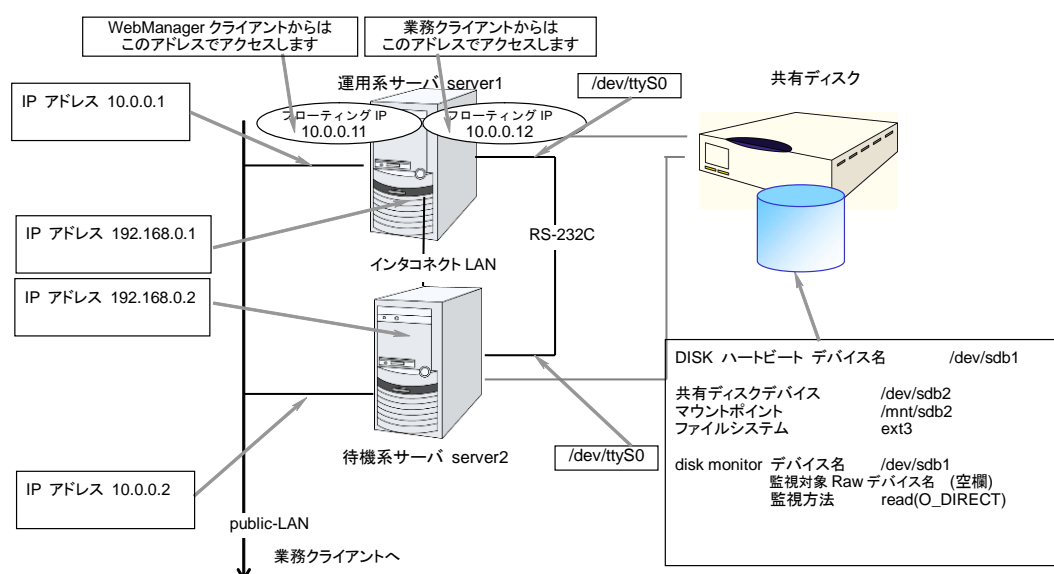 WebManager クライアントからは
このアドレスでアクセスします
業務クライアントからは
このアドレスでアクセスします
運用系サーバ server1
/dev/ttyS0
共有ディスク
IP アドレス 10.0.0.1
フローティング IP
10.0.0.11
フローティング IP
10.0.0.12
IP アドレス 192.168.0.1
RS-232C
インタコネクト LAN
IP アドレス 192.168.0.2
DISK ハートビート デバイス名 /dev/sdb1
共有ディスクデバイス /dev/sdb2
マウントポイント /mnt/sdb2
ファイルシステム ext3
disk monitor デバイス名 /dev/sdb1
監視対象 Raw デバイス名 (空欄)
監視方法 read(O_DIRECT)
待機系サーバ server2
/dev/ttyS0
IP アドレス 10.0.0.2
public-LAN
業務クライアントへ